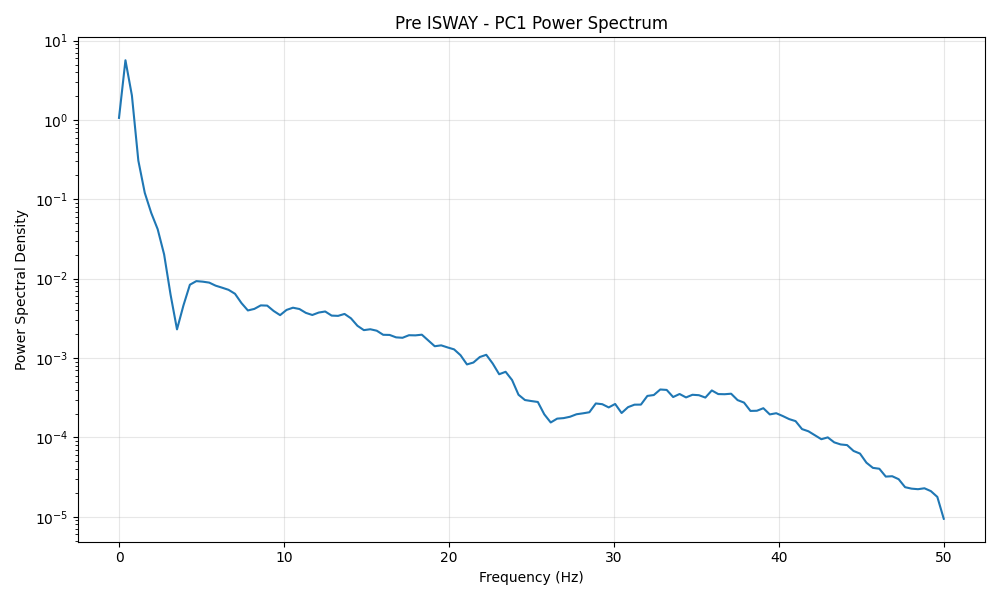 Pre ISWAY - PC1 Power Spectrum
Power Spectral Density
10¹
10⁰
10⁻¹
10⁻²
10⁻³
10⁻⁴
10⁻⁵
0 10 20 30 40 50
Frequency (Hz)